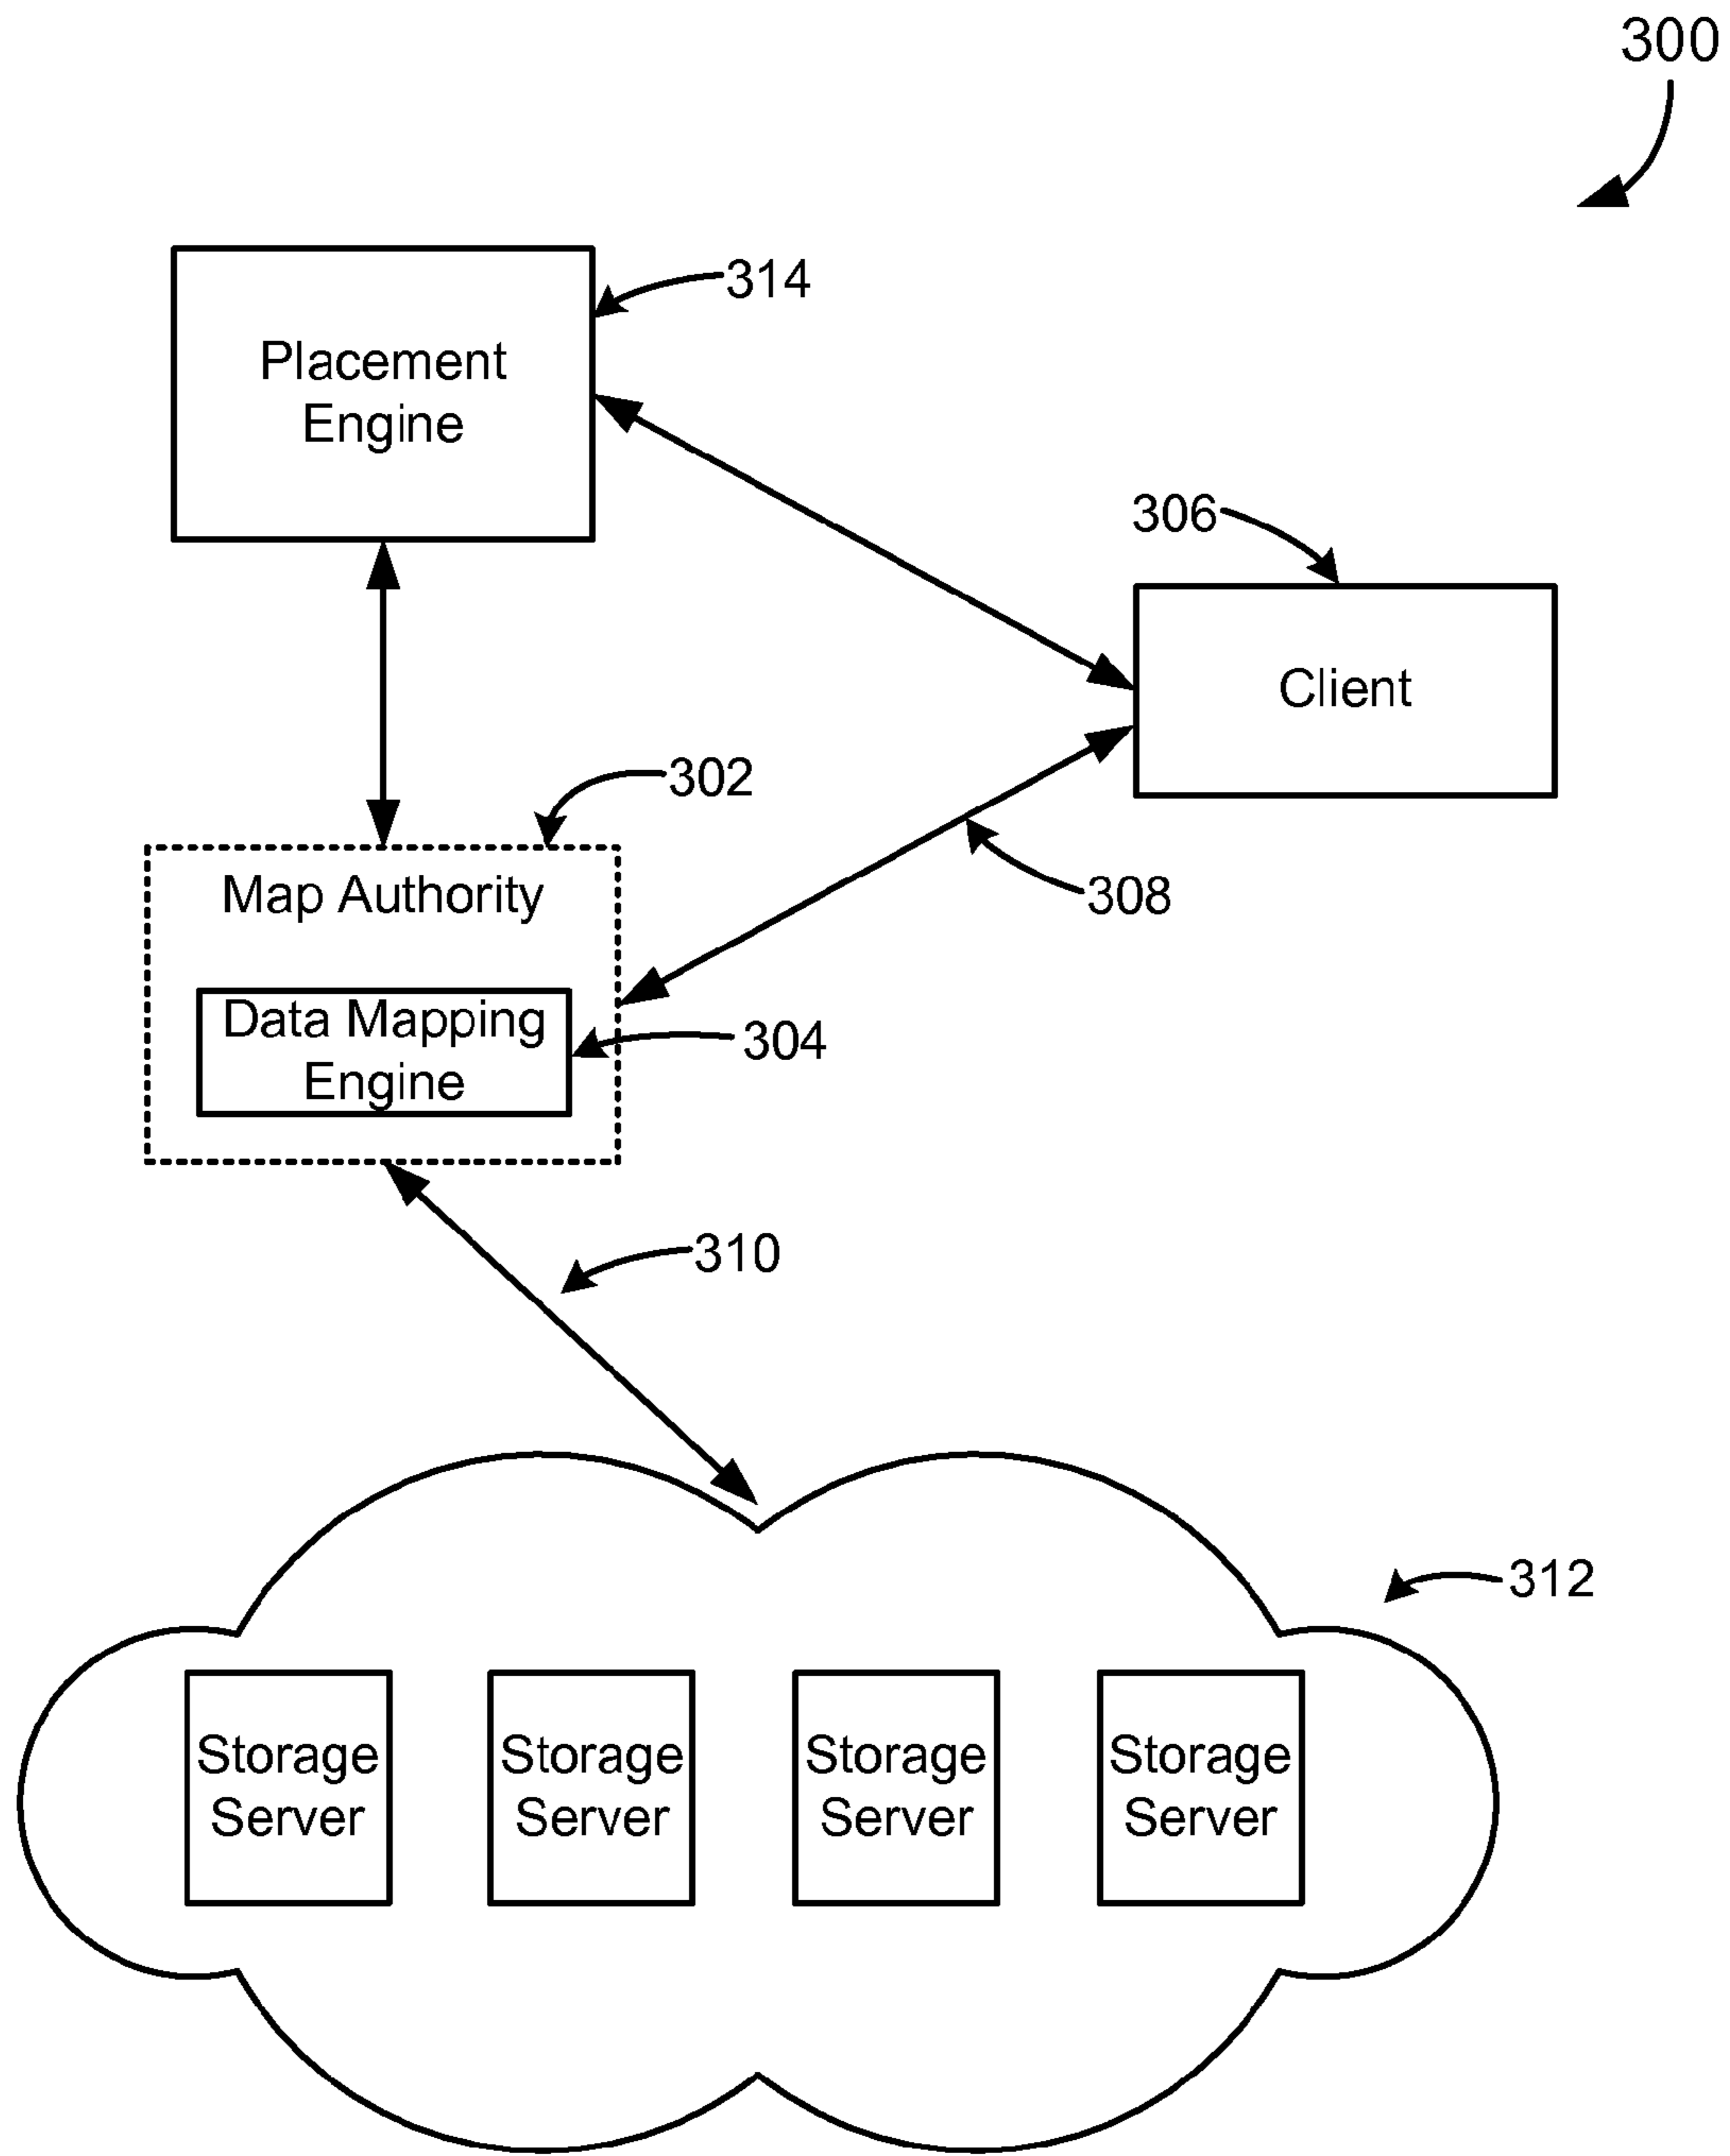 300
314
Placement
Engine
306
Client
302
Map Authority
308
Data Mapping
Engine
304
310
312
Storage
Server
Storage
Server
Storage
Server
Storage
Server